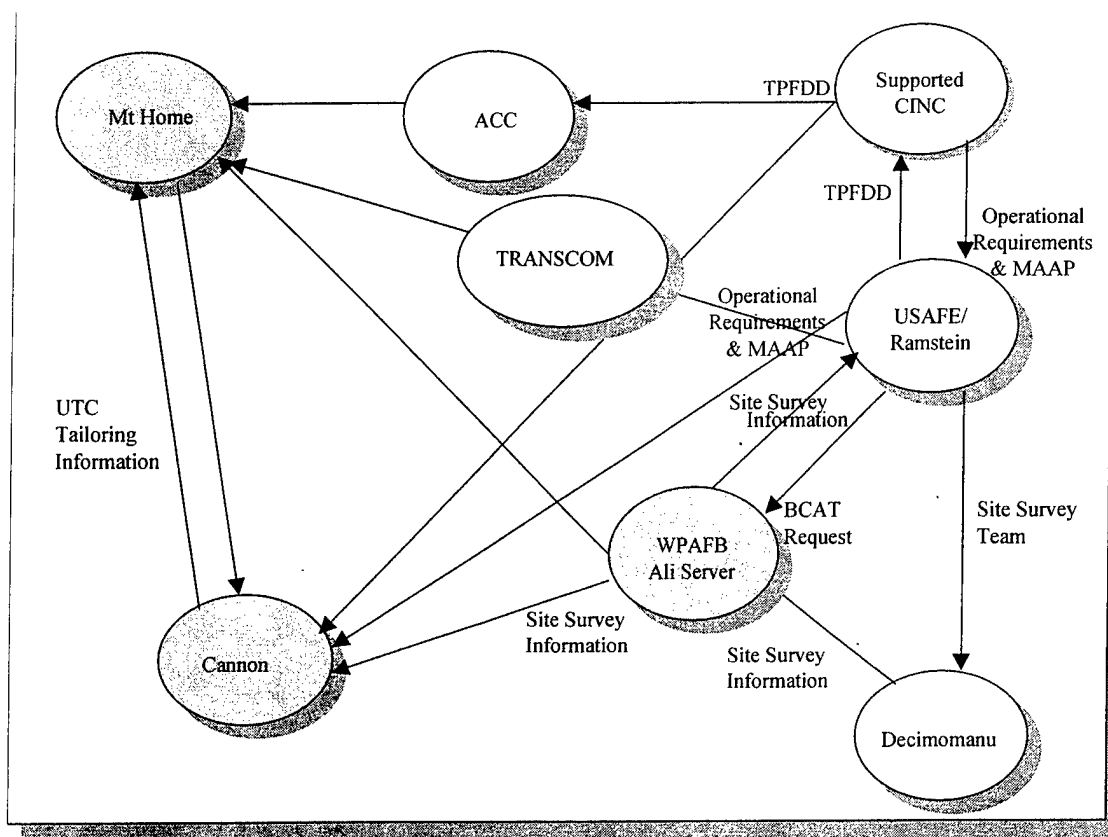 Mt Home
ACC
TPFDD
Supported
CINC
TPFDD
Operational
Requirements
& MAAP
TRANSCOM
Operational
Requirements
& MAAP
USAFE/
Ramstein
UTC
Tailoring
Information
Site Survey
Information
BCAT
Request
Site Survey
Team
WPAFB
Ali Server
Site Survey
Information
Cannon
Site Survey
Information
Decimomanu